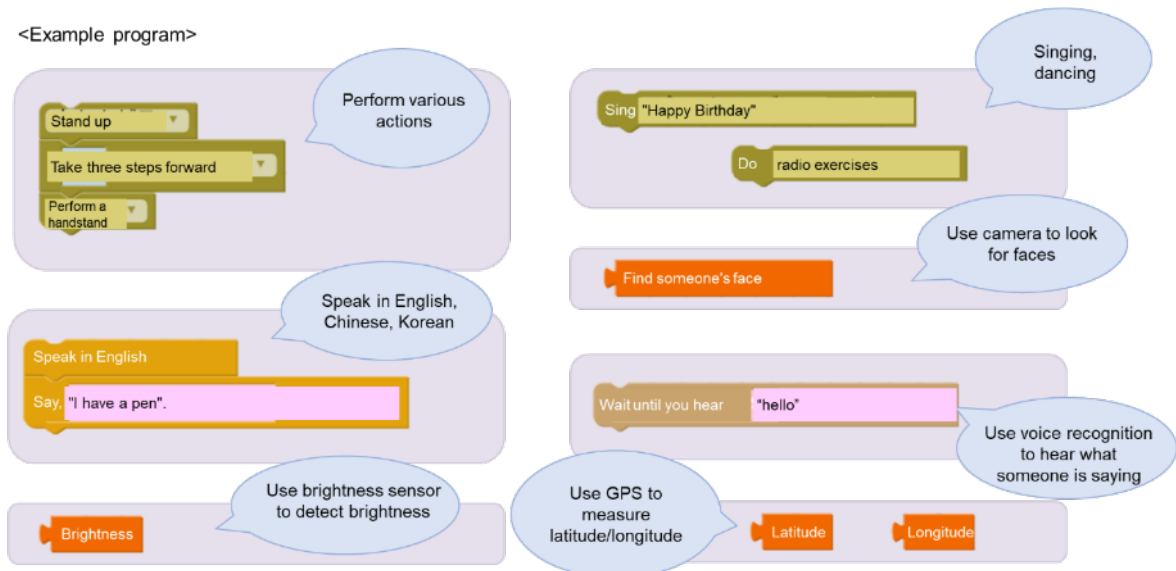 <Example program>
Stand up
Take three steps forward
Perform a
handstand
Perform various
actions
Sing "Happy Birthday"
Do radio exercises
Singing,
dancing
Find someone's face
Use camera to look
for faces
Speak in English
Say, "I have a pen".
Speak in English,
Chinese, Korean
Wait until you hear "hello"
Use voice recognition
to hear what
someone is saying
Brightness
Use brightness sensor
to detect brightness
Use GPS to
measure
latitude/longitude
Latitude
Longitude